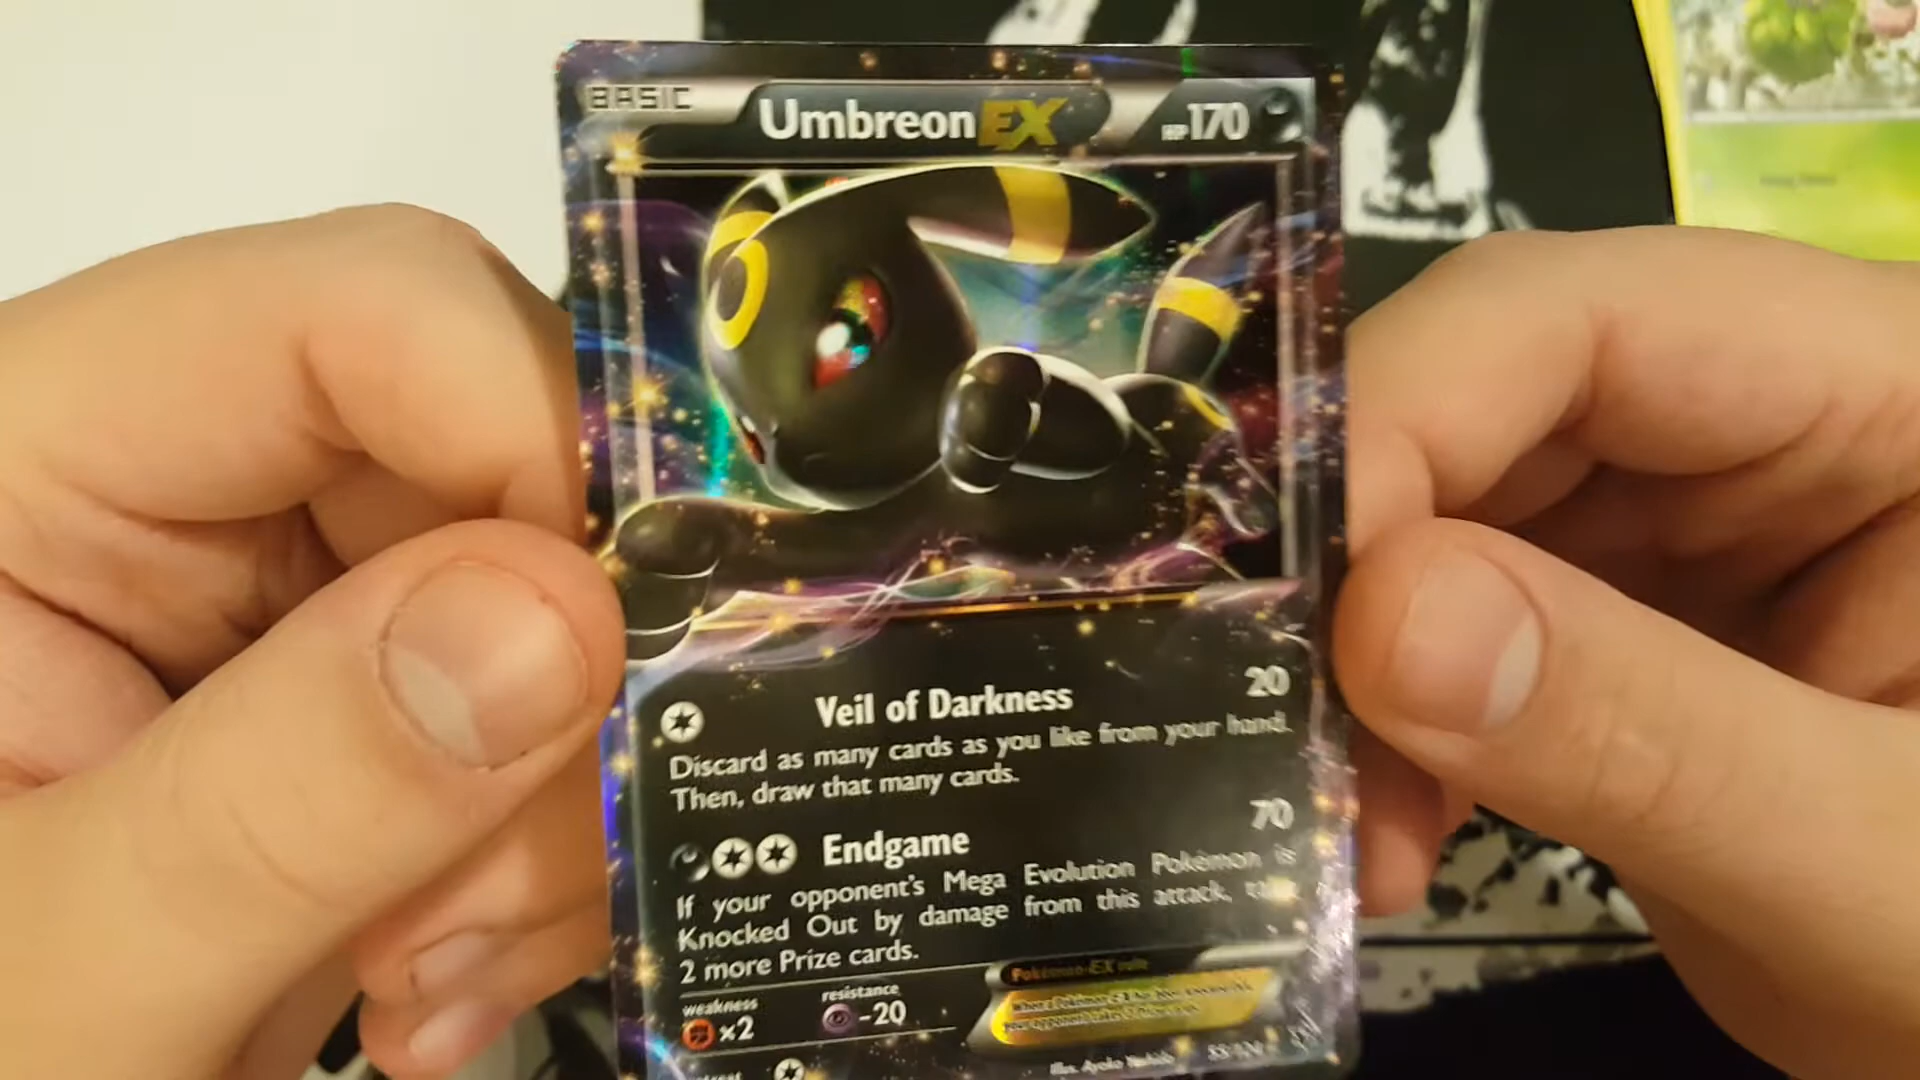 BASIC Umbreon EX HP 170
Veil of Darkness 20
Discard as many cards as you like from your hand.
Then, draw that many cards.
Endgame 70
If your opponent's Mega Evolution Pokémon is
Knocked Out by damage from this attack,
2 more Prize cards.
weakness resistance
×2 -20
Pokémon-EX rule